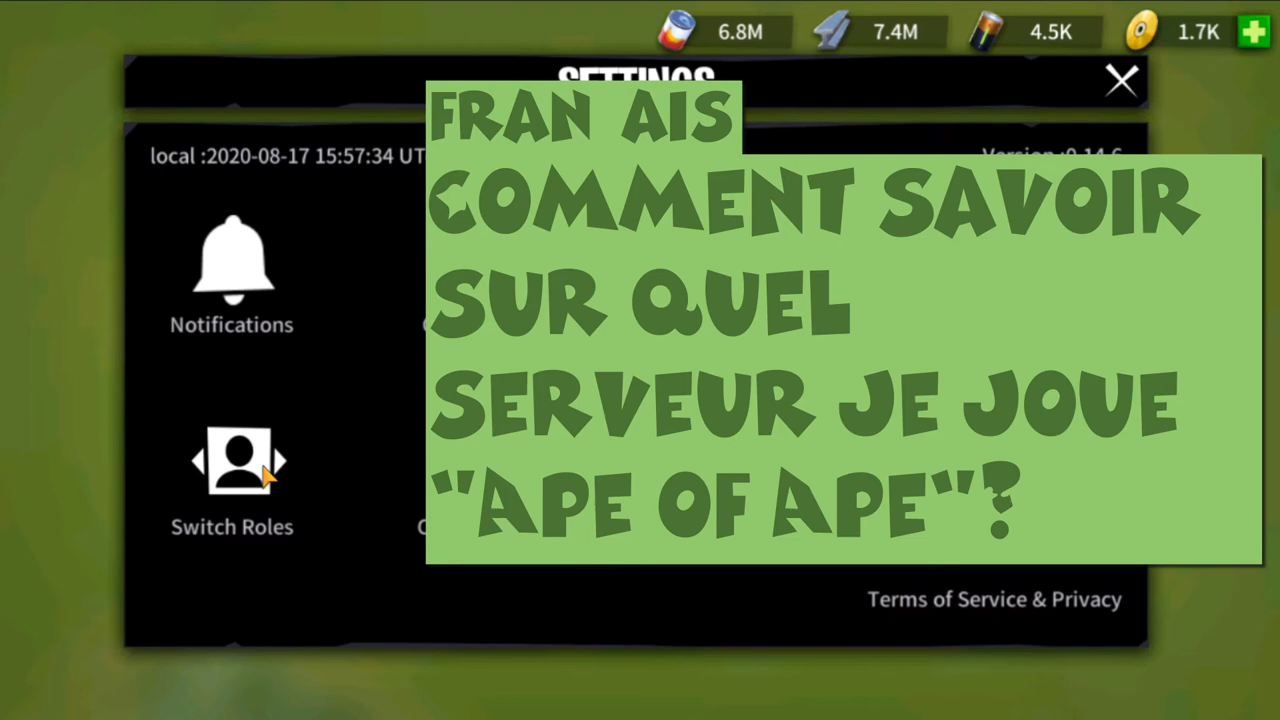 6.8M 7.4M 4.5K 1.7K
SETTINGS
FRAN AIS
local :2020-08-17 15:57:34 UT
COMMENT SAVOIR
SUR QUEL
SERVEUR JE JOUE
"APE OF APE"?
Notifications
Switch Roles
Terms of Service & Privacy